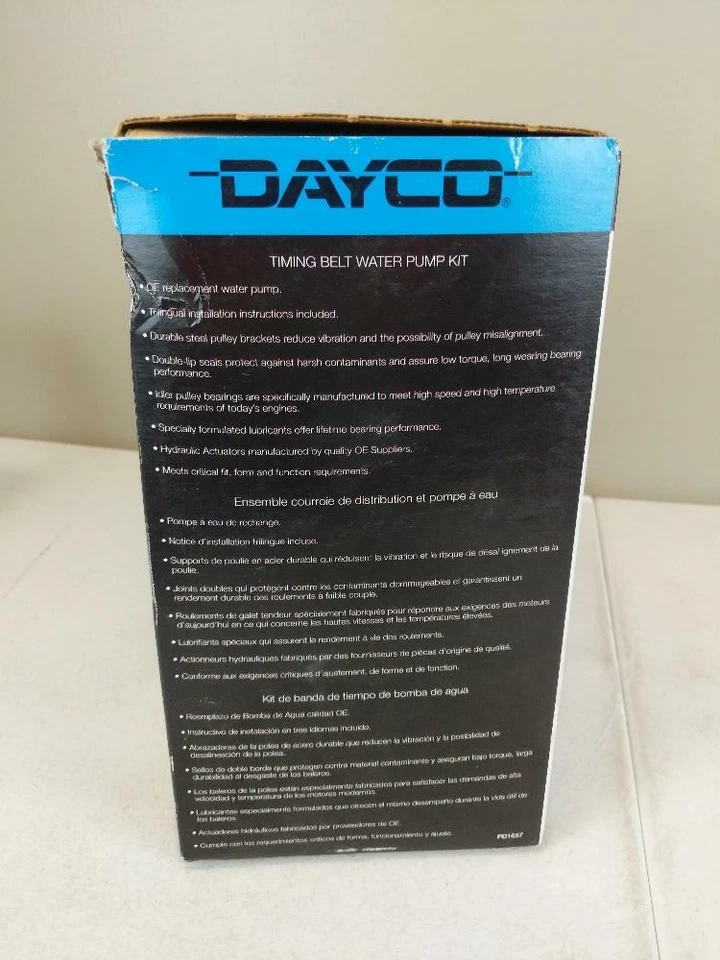 DAYCO®
TIMING BELT WATER PUMP KIT
• OE replacement water pump.
• Trilingual installation instructions included.
• Durable steel pulley brackets reduce vibration and the possibility of pulley misalignment.
• Double-lip seals protect against harsh contaminants and assure low torque, long wearing bearing
performance.
• Idler pulley bearings are specifically manufactured to meet high speed and high temperature
requirements of today's engines.
• Specially formulated lubricants offer lifetime bearing performance.
• Hydraulic Actuators manufactured by quality OE Suppliers.
• Meets critical fit, form and function requirements.
Ensemble courroie de distribution et pompe à eau
• Pompe à eau de rechange.
• Notice d'installation trilingue incluse.
• Supports de poulie en acier durable qui réduisent la vibration et le risque de désalignement de la
poulie.
• Joints doubles qui protègent contre les contaminants dommageables et garantissent un
rendement durable des roulements à faible couple.
• Roulements de galet tendeur spécialement fabriqués pour répondre aux exigences des moteurs
d'aujourd'hui en ce qui concerne les hautes vitesses et les températures élevées.
• Lubrifiants spéciaux qui assurent le rendement à vie des roulements.
• Actionneurs hydrauliques fabriqués par des fournisseurs de pièces d'origine de qualité.
• Conforme aux exigences critiques d'ajustement, de forme et de fonction.
Kit de banda de tiempo de bomba de agua
• Reemplazo de Bomba de Agua calidad OE.
• Instructivo de instalación en tres idiomas incluido.
• Abrazaderas de la polea de acero durable que reducen la vibración y la posibilidad de
desalineación de la polea.
• Sellos de doble borde que protegen contra material contaminante y aseguran bajo torque, larga
durabilidad al desgaste de los baleros.
• Los baleros de la polea están especialmente fabricados para satisfacer las demandas de alta
velocidad y temperatura de los motores modernos.
• Lubricantes especialmente formulados que ofrecen el mismo desempeño durante la vida útil de
los baleros.
• Actuadores hidráulicos fabricados por proveedores de OE.
• Cumple con los requerimientos críticos de forma, funcionamiento y ajuste.
PD1657